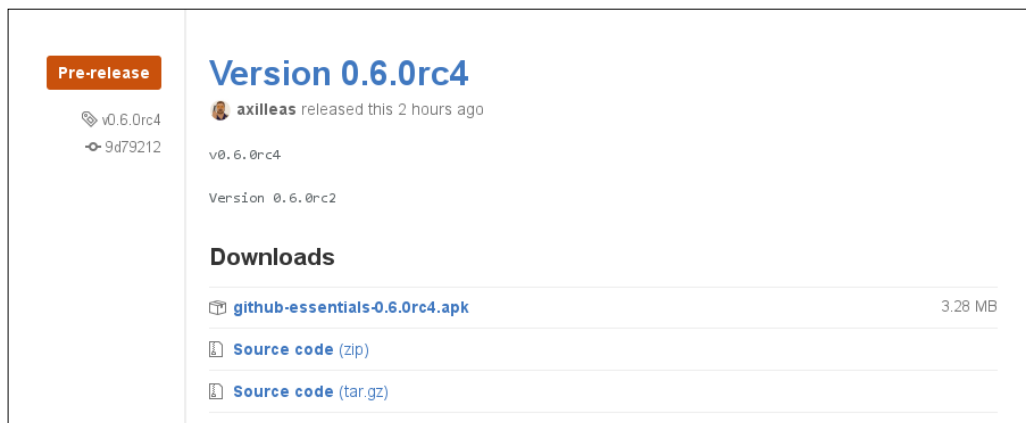 Pre-release
v0.6.0rc4
9d79212
Version 0.6.0rc4
axilleas released this 2 hours ago
v0.6.0rc4
Version 0.6.0rc2
Downloads
github-essentials-0.6.0rc4.apk 3.28 MB
Source code (zip)
Source code (tar.gz)